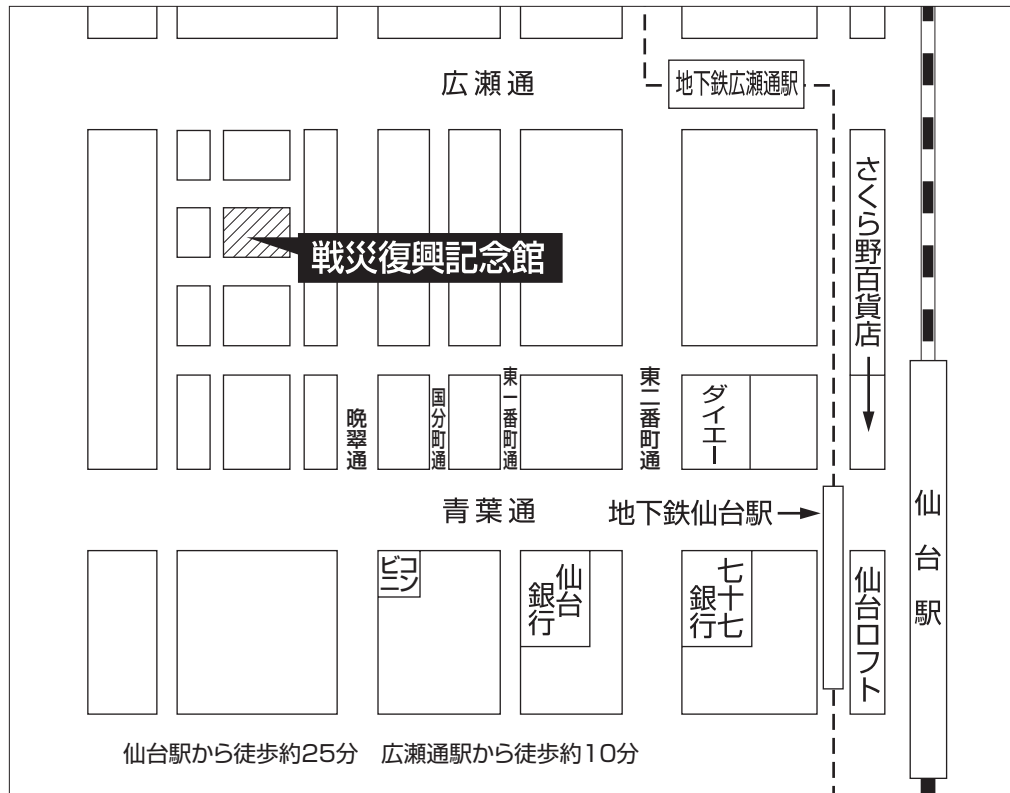 広瀬通
地下鉄広瀬通駅
さくら野百貨店
戦災復興記念館
晩翠通
国分町通
東一番町通
東二番町通
ダイエー
青葉通
地下鉄仙台駅
仙台駅
コンビニ
仙台銀行
七十七銀行
仙台ロフト
仙台駅から徒歩約25分 広瀬通駅から徒歩約10分